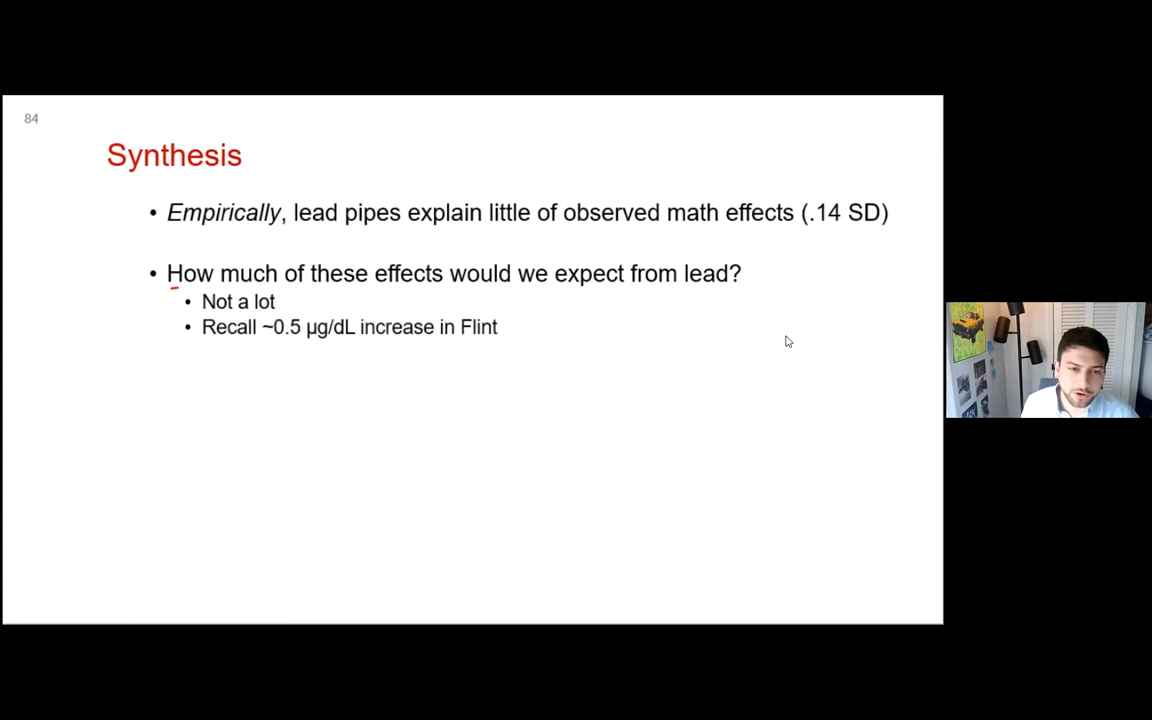 84
Synthesis
• Empirically, lead pipes explain little of observed math effects (.14 SD)
• How much of these effects would we expect from lead?
• Not a lot
• Recall ~0.5 µg/dL increase in Flint